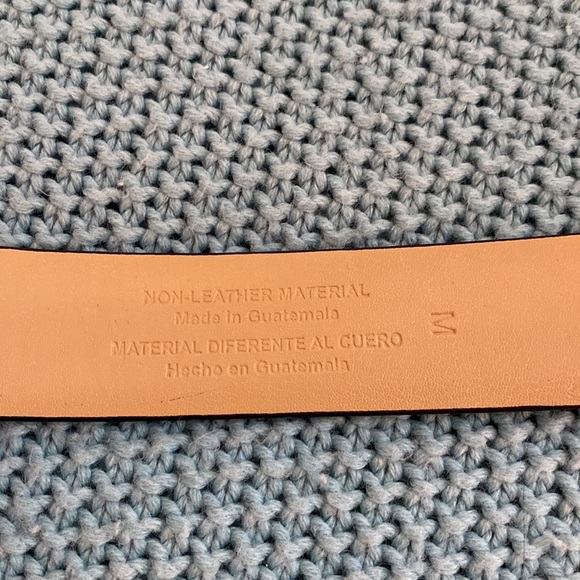 NON-LEATHER MATERIAL
Made in Guatemala
MATERIAL DIFERENTE AL CUERO
Hecho en Guatemala
M